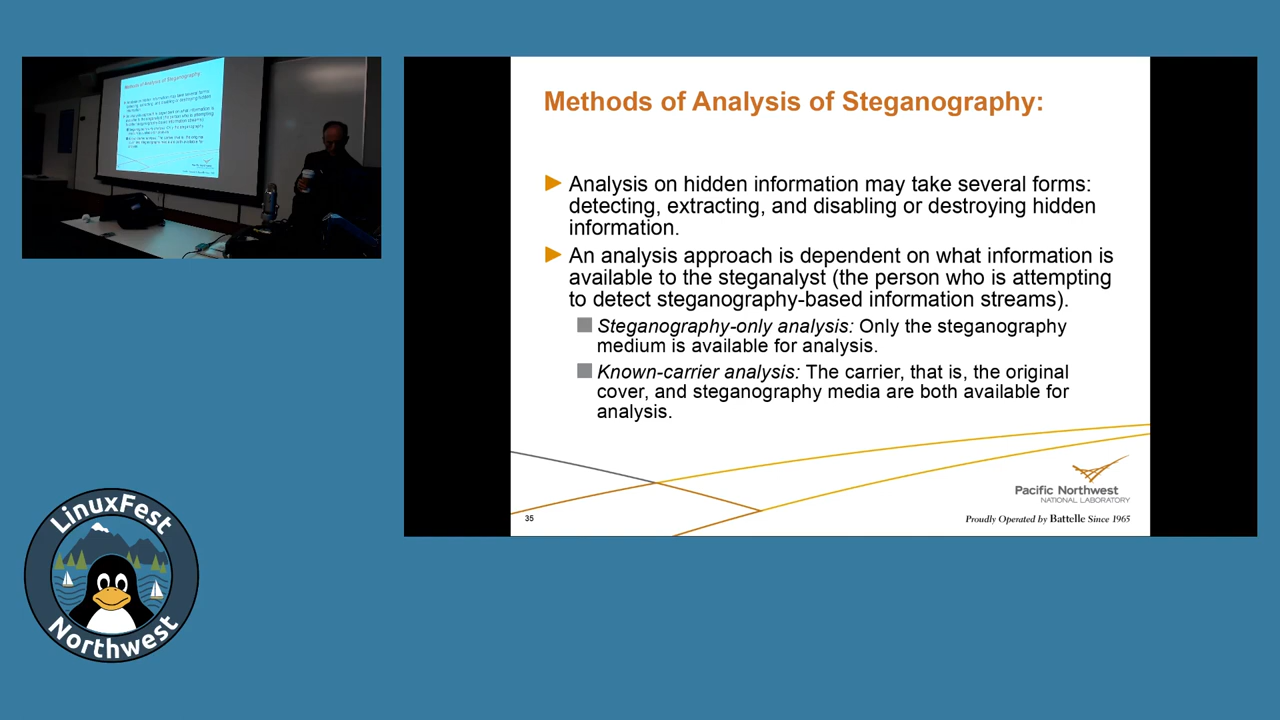 Methods of Analysis of Steganography:
Analysis on hidden information may take several forms:
detecting, extracting, and disabling or destroying hidden
information.
An analysis approach is dependent on what information is
available to the steganalyst (the person who is attempting
to detect steganography-based information streams).
Steganography-only analysis: Only the steganography
medium is available for analysis.
Known-carrier analysis: The carrier, that is, the original
cover, and steganography media are both available for
analysis.
Pacific Northwest
NATIONAL LABORATORY
35
Proudly Operated by Battelle Since 1965
LinuxFest
Northwest